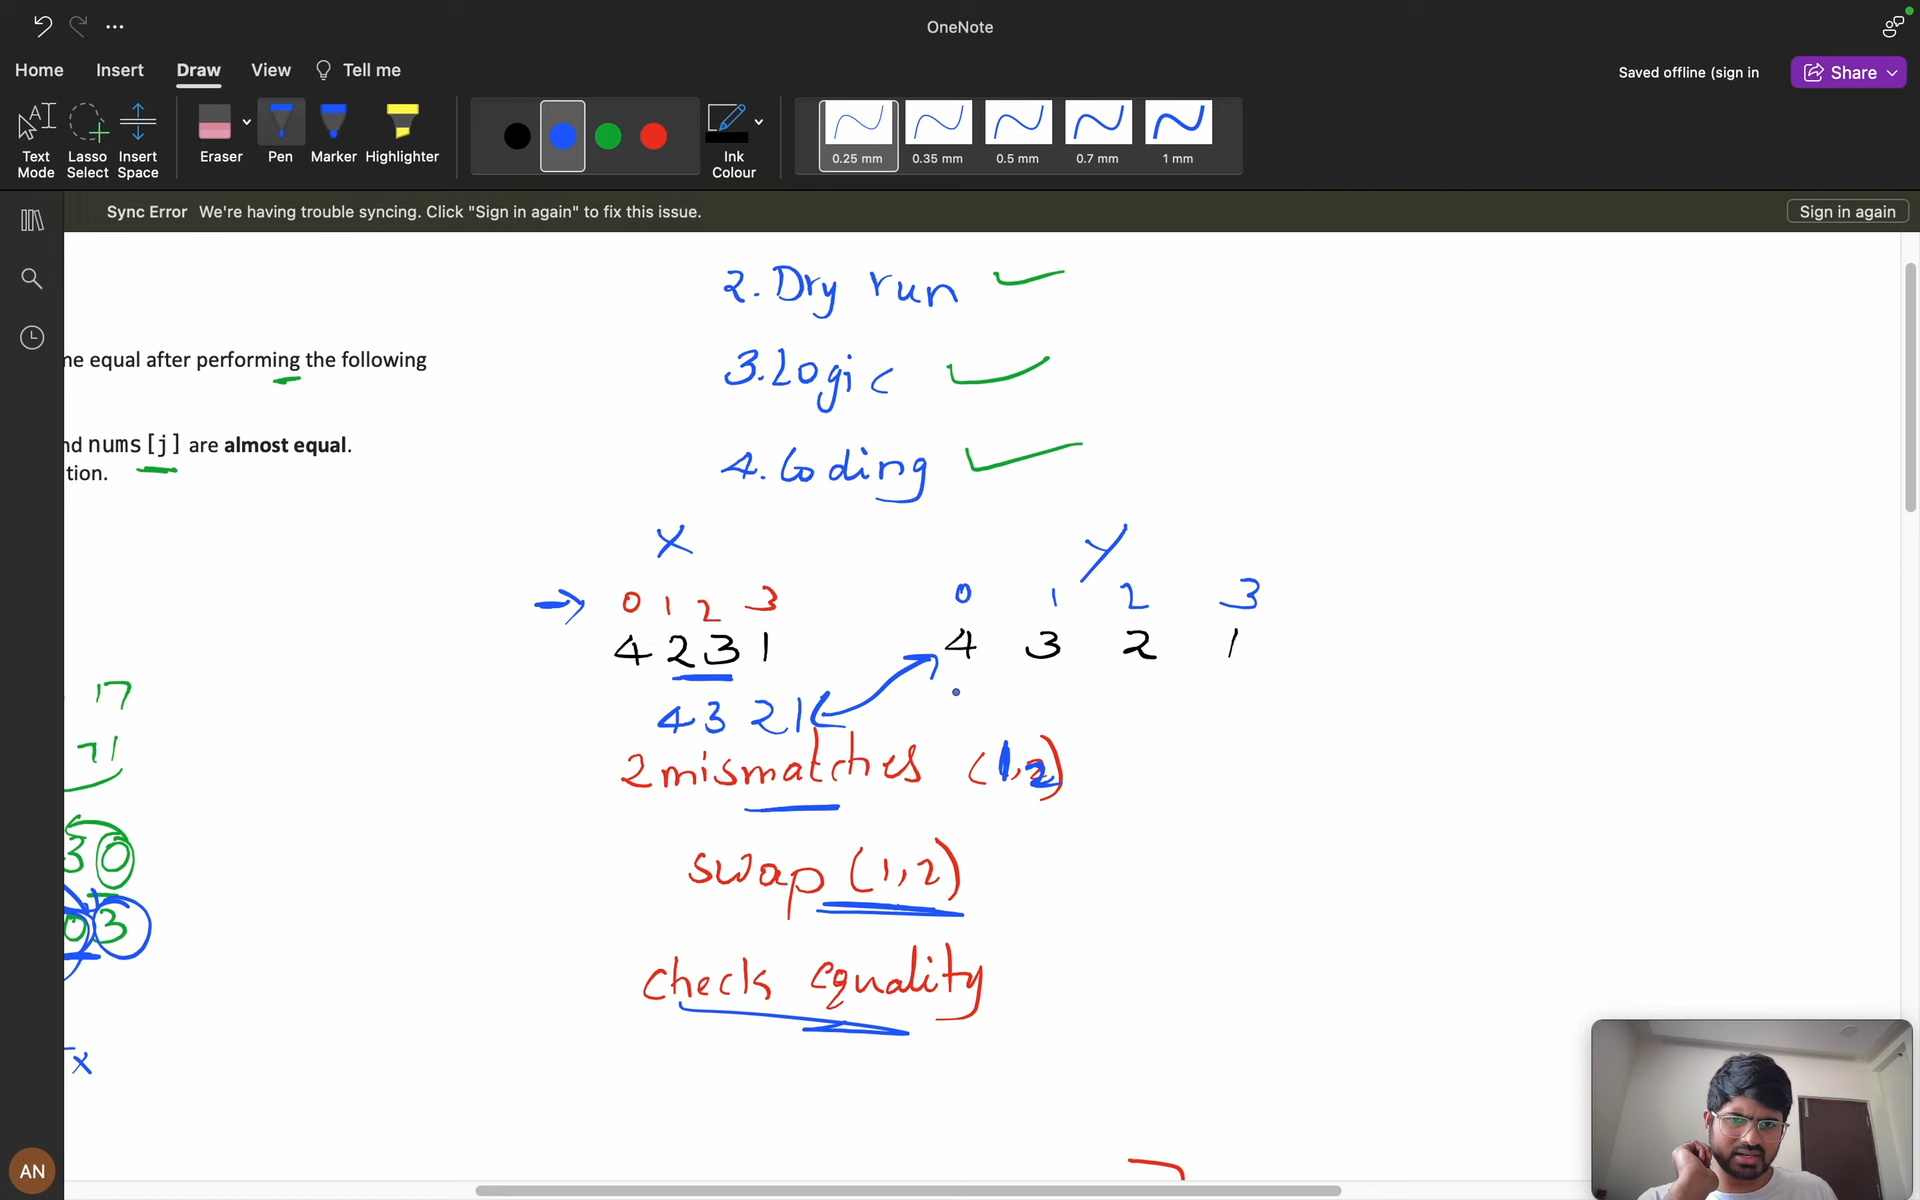 OneNote
Home Insert Draw View Tell me
Saved offline (sign in
Share
Text Mode
Lasso Select
Insert Space
Eraser
Pen
Marker
Highlighter
Ink Colour
0.25 mm
0.35 mm
0.5 mm
0.7 mm
1 mm
Sync Error We're having trouble syncing. Click "Sign in again" to fix this issue.
Sign in again
2. Dry run
me equal after performing the following
3. Logic
nd nums[j] are almost equal.
4. Coding
tion.
X Y
0 1 2 3 0 1 2 3
4 2 3 1 4 3 2 1
17
4 3 2 1
71
2 mismatches (1,2)
30
swap (1,2)
03
check equality
X
AN